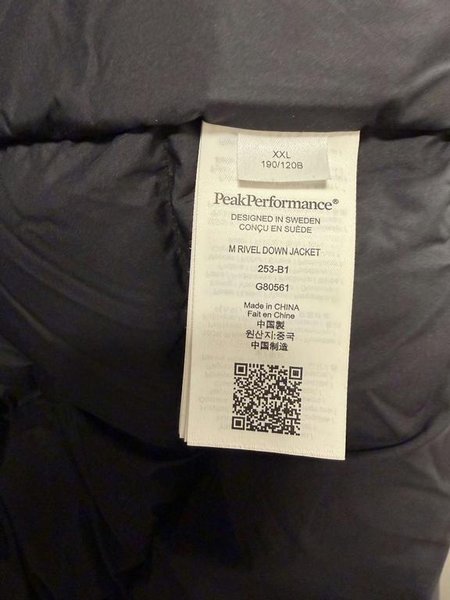 XXL
190/120B
PeakPerformance®
DESIGNED IN SWEDEN
CONÇU EN SUÈDE
M RIVEL DOWN JACKET
253-B1
G80561
Made in CHINA
Fait en Chine
中国製
원산지:중국
中国制造